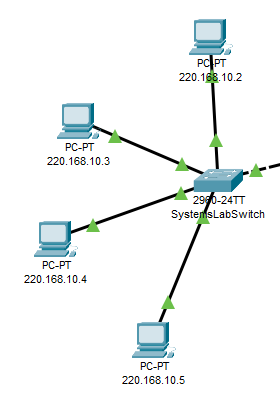 PC-PT
220.168.10.2
PC-PT
220.168.10.3
2960-24TT
SystemsLabSwitch
PC-PT
220.168.10.4
PC-PT
220.168.10.5